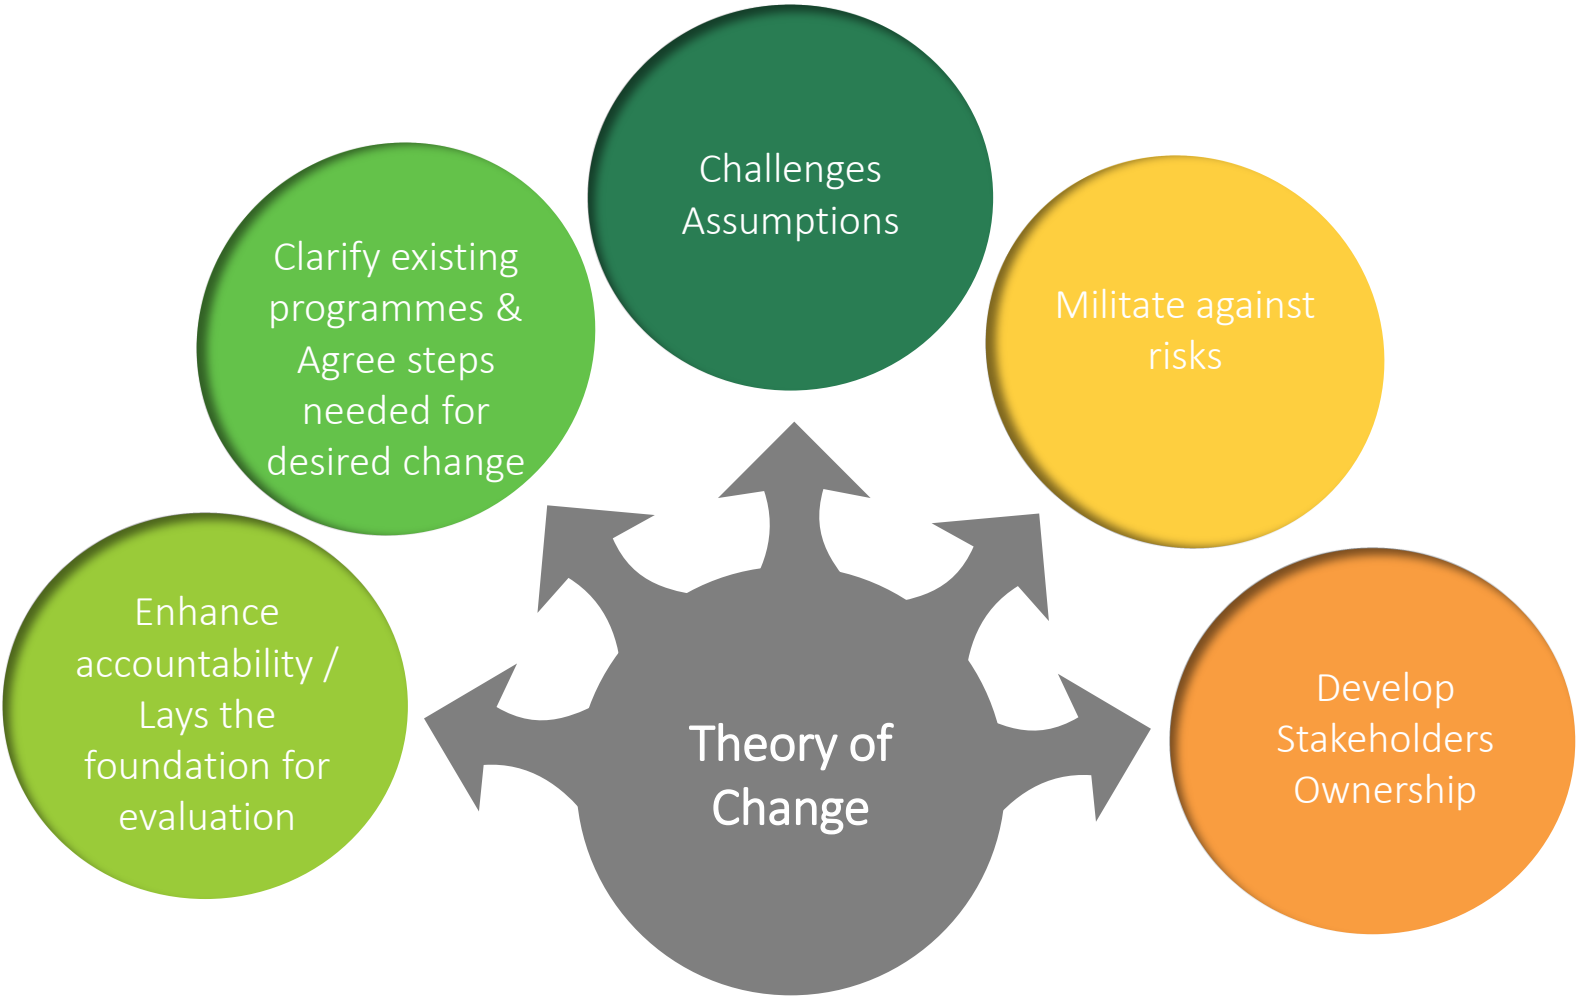 Challenges
Assumptions
Clarify existing
programmes &
Agree steps
needed for
desired change
Militate against
risks
Enhance
accountability /
Lays the
foundation for
evaluation
Develop
Stakeholders
Ownership
Theory of
Change